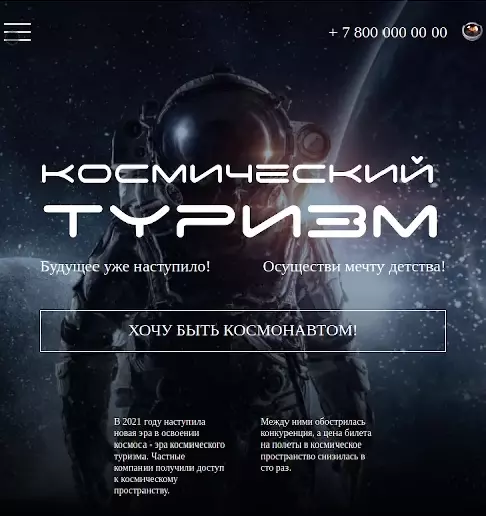 + 7 800 000 00 00
КОСМИЧЕСКИЙ
ТУРИЗМ
Будущее уже наступило!
Осуществи мечту детства!
ХОЧУ БЫТЬ КОСМОНАВТОМ!
В 2021 году наступила
новая эра в освоении
космоса - эра космического
туризма. Частные
компании получили доступ
к космическому
пространству.
Между ними обострилась
конкуренция, а цена билета
на полеты в космическое
пространство снизилась в
сто раз.